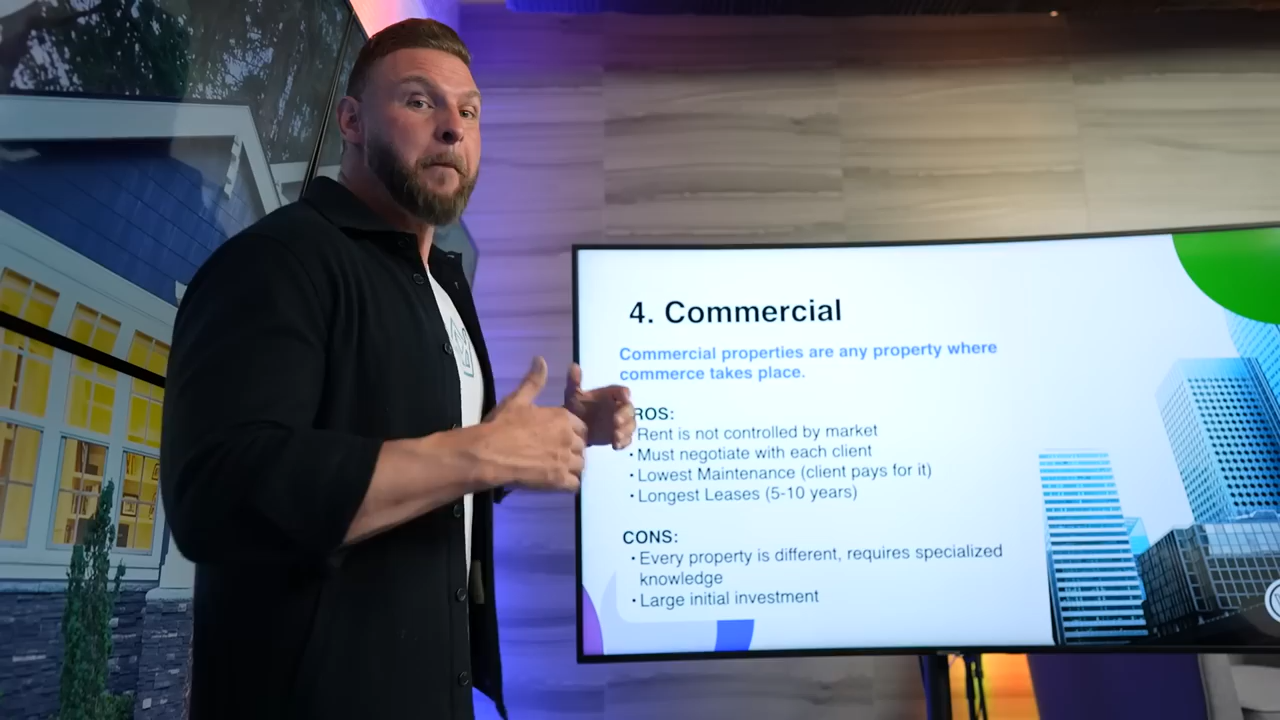 4. Commercial
Commercial properties are any property where
commerce takes place.
ROS:
Rent is not controlled by market
• Must negotiate with each client
• Lowest Maintenance (client pays for it)
• Longest Leases (5-10 years)
CONS:
• Every property is different, requires specialized
knowledge
• Large initial investment